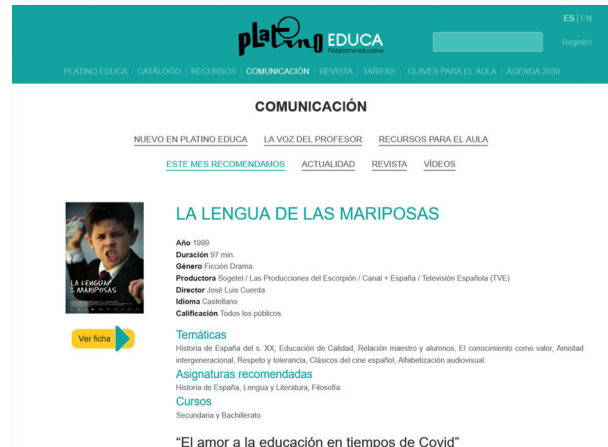 ES | EN
PLATINO EDUCA
Plataforma educativa
Registro
PLATINO EDUCA | CATÁLOGO | RECURSOS | COMUNICACIÓN | REVISTA | TARIFAS | CLAVES PARA EL AULA | AGENDA 2030
COMUNICACIÓN
NUEVO EN PLATINO EDUCA LA VOZ DEL PROFESOR RECURSOS PARA EL AULA
ESTE MES RECOMENDAMOS ACTUALIDAD REVISTA VÍDEOS
LA LENGUA DE LAS MARIPOSAS
LA LENGUA
DE LAS MARIPOSAS
Ver ficha
Año 1999
Duración 97 min.
Género Ficción Drama
Productora Sogetel / Las Producciones del Escorpión / Canal + España / Televisión Española (TVE)
Director José Luis Cuerda
Idioma Castellano
Calificación Todos los públicos.
Temáticas
Historia de España del s. XX, Educación de Calidad, Relación maestro y alumnos, El conocimiento como valor, Amistad
intergeneracional, Respeto y tolerancia, Clásicos del cine español, Alfabetización audiovisual.
Asignaturas recomendadas
Historia de España, Lengua y Literatura, Filosofía.
Cursos
Secundaria y Bachillerato
“El amor a la educación en tiempos de Covid”